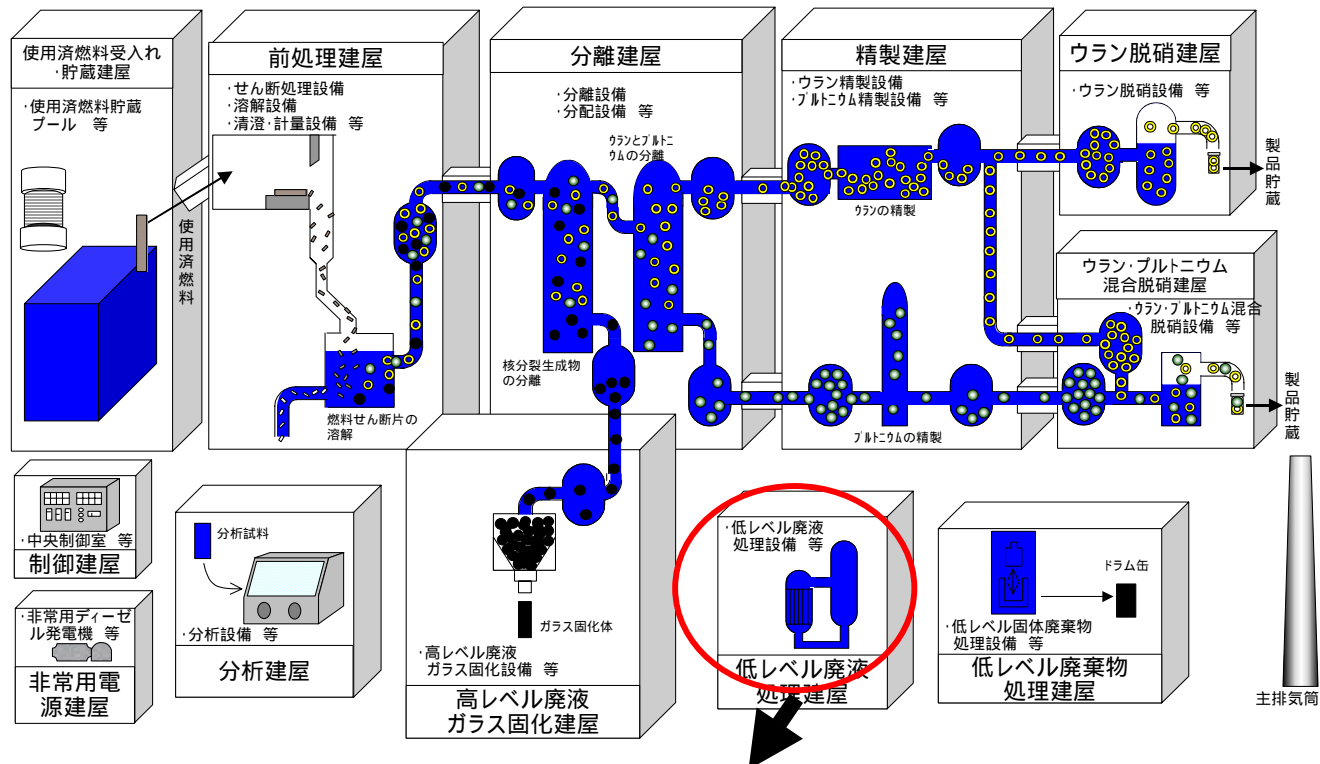 使用済燃料受入れ
・貯蔵建屋
・使用済燃料貯蔵
プール 等
使用済燃料
前処理建屋
・せん断処理設備
・溶解設備
・清澄・計量設備 等
燃料せん断片の
溶解
分離建屋
・分離設備
・分配設備 等
ウランとプルトニ
ウムの分離
核分裂生成物
の分離
精製建屋
・ウラン精製設備
・プルトニウム精製設備 等
ウランの精製
プルトニウムの精製
ウラン脱硝建屋
・ウラン脱硝設備 等
製品貯蔵
ウラン・プルトニウム
混合脱硝建屋
・ウラン・プルトニウム混合
脱硝設備 等
製品貯蔵
・中央制御室 等
制御建屋
・非常用ディーゼ
ル発電機 等
非常用電
源建屋
分析試料
・分析設備 等
分析建屋
ガラス固化体
・高レベル廃液
ガラス固化設備 等
高レベル廃液
ガラス固化建屋
・低レベル廃液
処理設備 等
低レベル廃液
処理建屋
ドラム缶
・低レベル固体廃棄物
処理設備 等
低レベル廃棄物
処理建屋
主排気筒